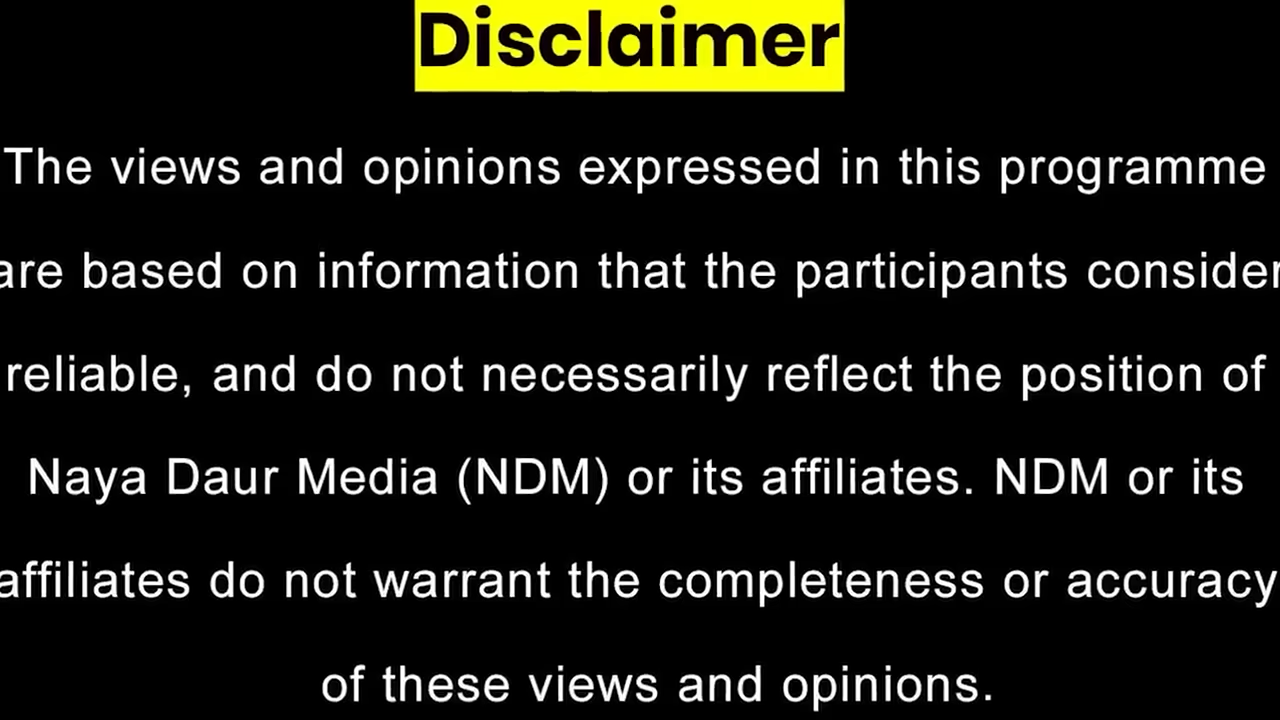 Disclaimer
The views and opinions expressed in this programme
are based on information that the participants consider
reliable, and do not necessarily reflect the position of
Naya Daur Media (NDM) or its affiliates. NDM or its
affiliates do not warrant the completeness or accuracy
of these views and opinions.